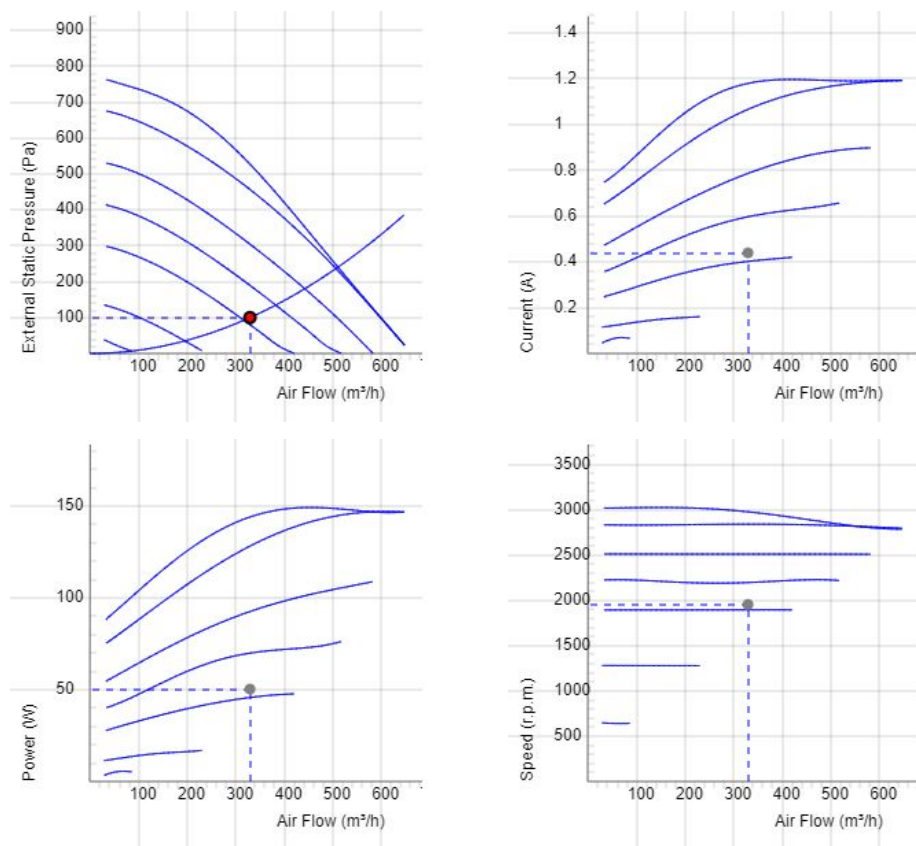 External Static Pressure (Pa)
900
800
700
600
500
400
300
200
100
100 200 300 400 500 600
Air Flow (m³/h)
Current (A)
1.4
1.2
1
0.8
0.6
0.4
0.2
100 200 300 400 500 600
Air Flow (m³/h)
Power (W)
150
100
50
100 200 300 400 500 600
Air Flow (m³/h)
Speed (r.p.m.)
3500
3000
2500
2000
1500
1000
500
100 200 300 400 500 600
Air Flow (m³/h)